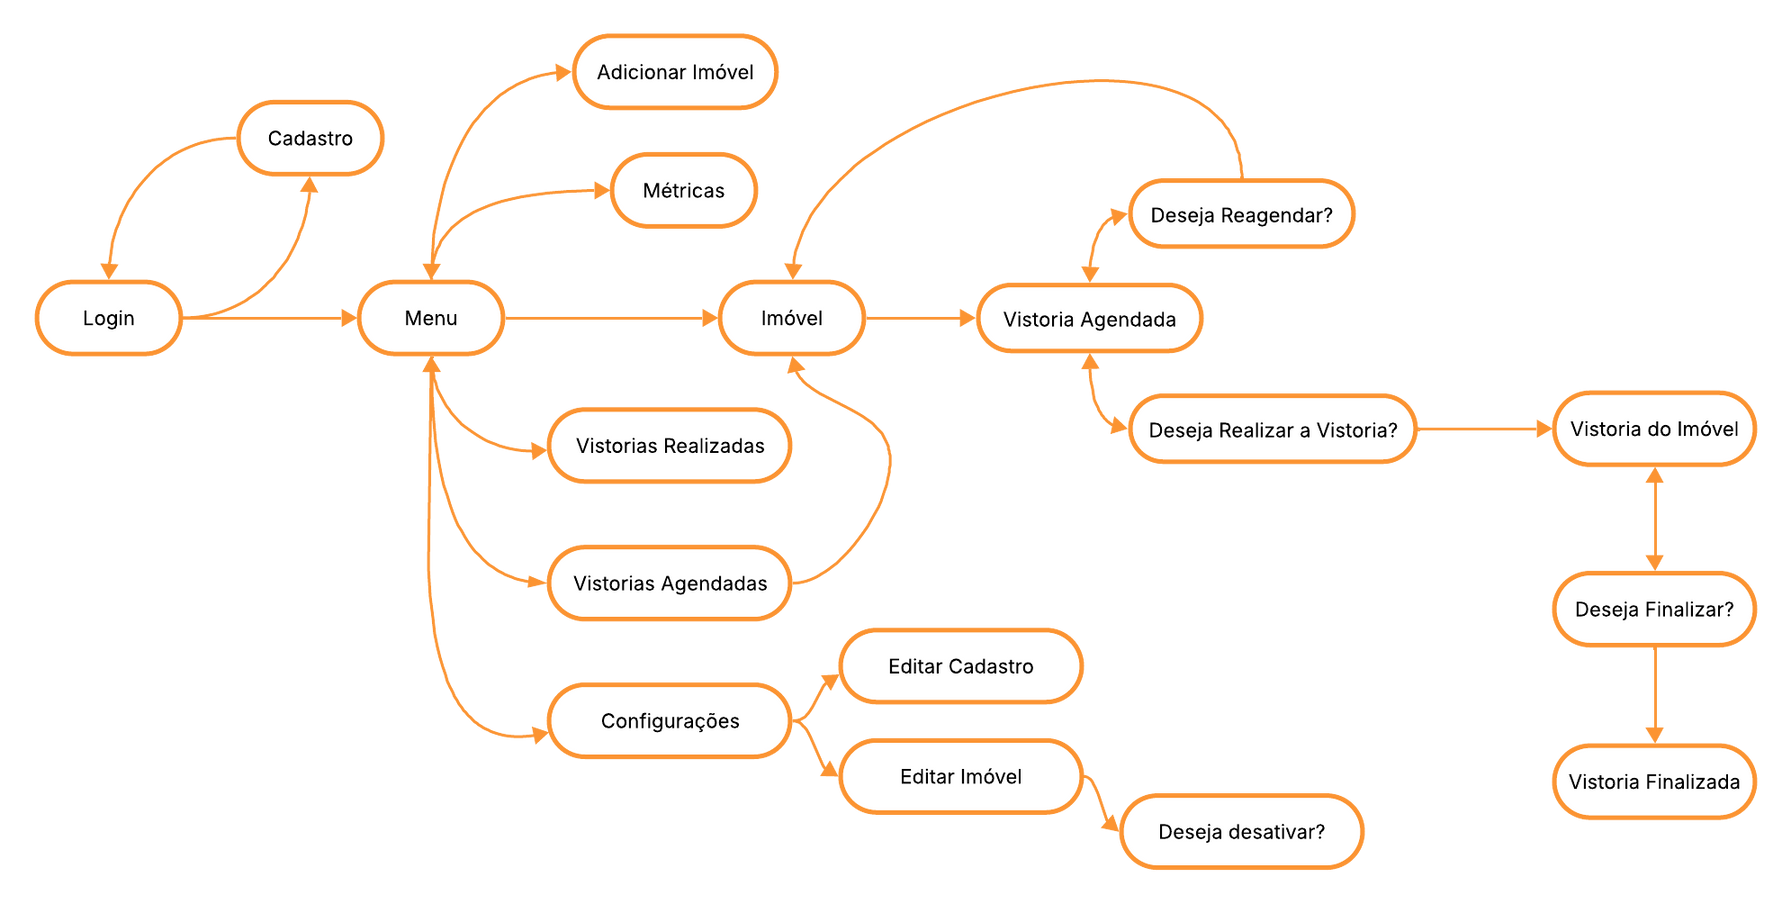 Adicionar Imóvel
Cadastro
Métricas
Deseja Reagendar?
Login
Menu
Imóvel
Vistoria Agendada
Vistorias Realizadas
Deseja Realizar a Vistoria?
Vistoria do Imóvel
Vistorias Agendadas
Deseja Finalizar?
Editar Cadastro
Configurações
Editar Imóvel
Vistoria Finalizada
Deseja desativar?